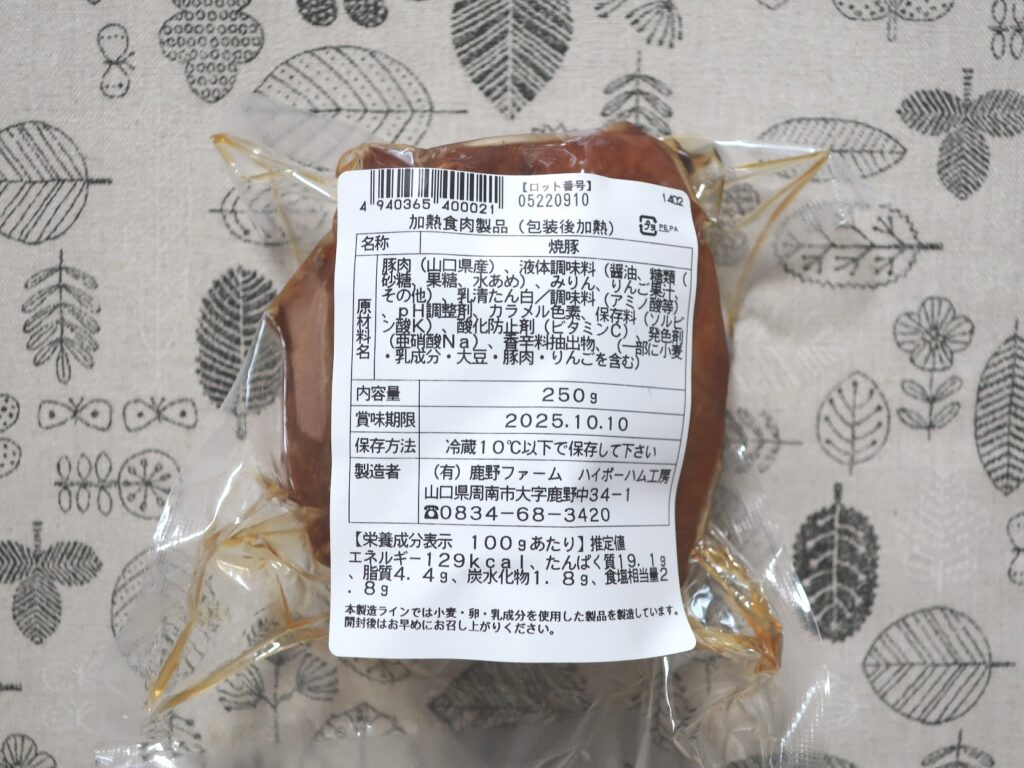 【ロット番号】
05220910
1402
4 940365 400021
加熱食肉製品（包装後加熱）
PE,PA
名称 焼豚
原材料名
豚肉（山口県産）、液体調味料（醤油、糖類（
砂糖、果糖、水あめ）、みりん、りんご果汁、
その他）、乳清たん白／調味料（アミノ酸等）
、ｐＨ調整剤、カラメル色素、保存料（ソルビ
ン酸Ｋ）、酸化防止剤（ビタミンＣ）、発色剤
（亜硝酸Ｎａ）、香辛料抽出物、（一部に小麦
・乳成分・大豆・豚肉・りんごを含む）
内容量 250g
賞味期限 2025.10.10
保存方法 冷蔵10℃以下で保存して下さい
製造者 （有）鹿野ファーム ハイポーハム工房
山口県周南市大字鹿野中34-1
☎0834-68-3420
【栄養成分表示 100gあたり】推定値
エネルギー129kcal、たんぱく質19.1g
、脂質4.4g、炭水化物1.8g、食塩相当量2
.8g
本製造ラインでは小麦・卵・乳成分を使用した製品を製造しています。
開封後はお早めにお召し上がりください。